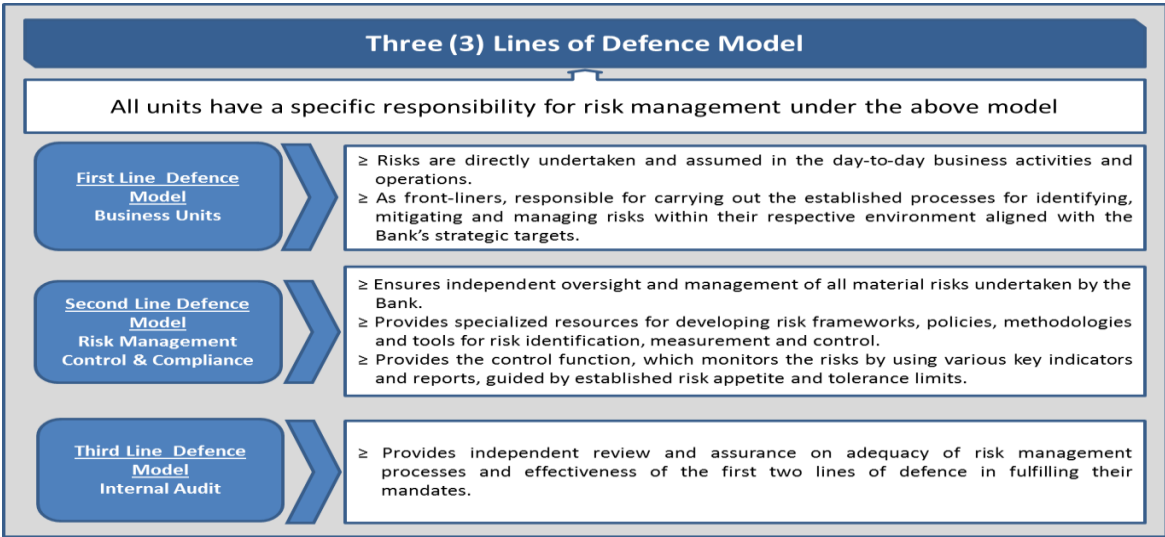 Three (3) Lines of Defence Model
All units have a specific responsibility for risk management under the above model
First Line Defence
Model
Business Units
≥ Risks are directly undertaken and assumed in the day-to-day business activities and
operations.
≥ As front-liners, responsible for carrying out the established processes for identifying,
mitigating and managing risks within their respective environment aligned with the
Bank's strategic targets.
Second Line Defence
Model
Risk Management
Control & Compliance
≥ Ensures independent oversight and management of all material risks undertaken by the
Bank.
≥ Provides specialized resources for developing risk frameworks, policies, methodologies
and tools for risk identification, measurement and control.
≥ Provides the control function, which monitors the risks by using various key indicators
and reports, guided by established risk appetite and tolerance limits.
Third Line Defence
Model
Internal Audit
≥ Provides independent review and assurance on adequacy of risk management
processes and effectiveness of the first two lines of defence in fulfilling their
mandates.